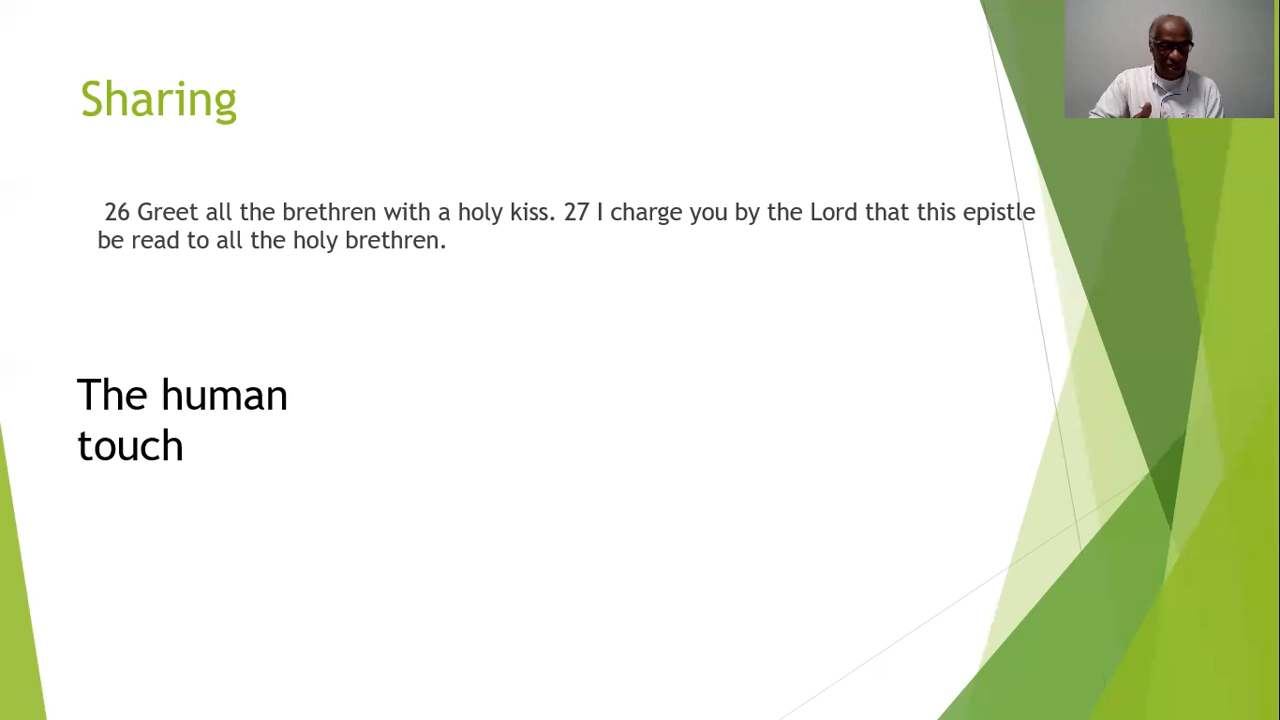 Sharing
26 Greet all the brethren with a holy kiss. 27 I charge you by the Lord that this epistle
be read to all the holy brethren.
The human
touch